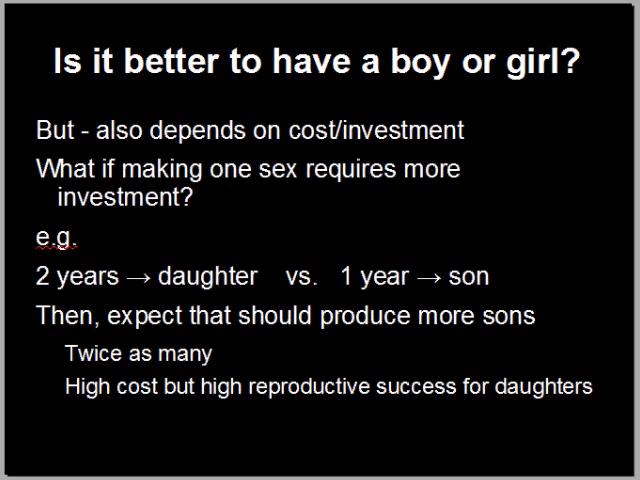 Is it better to have a boy or girl?
But - also depends on cost/investment
What if making one sex requires more
investment?
e.g.
2 years → daughter    vs.   1 year → son
Then, expect that should produce more sons
Twice as many
High cost but high reproductive success for daughters